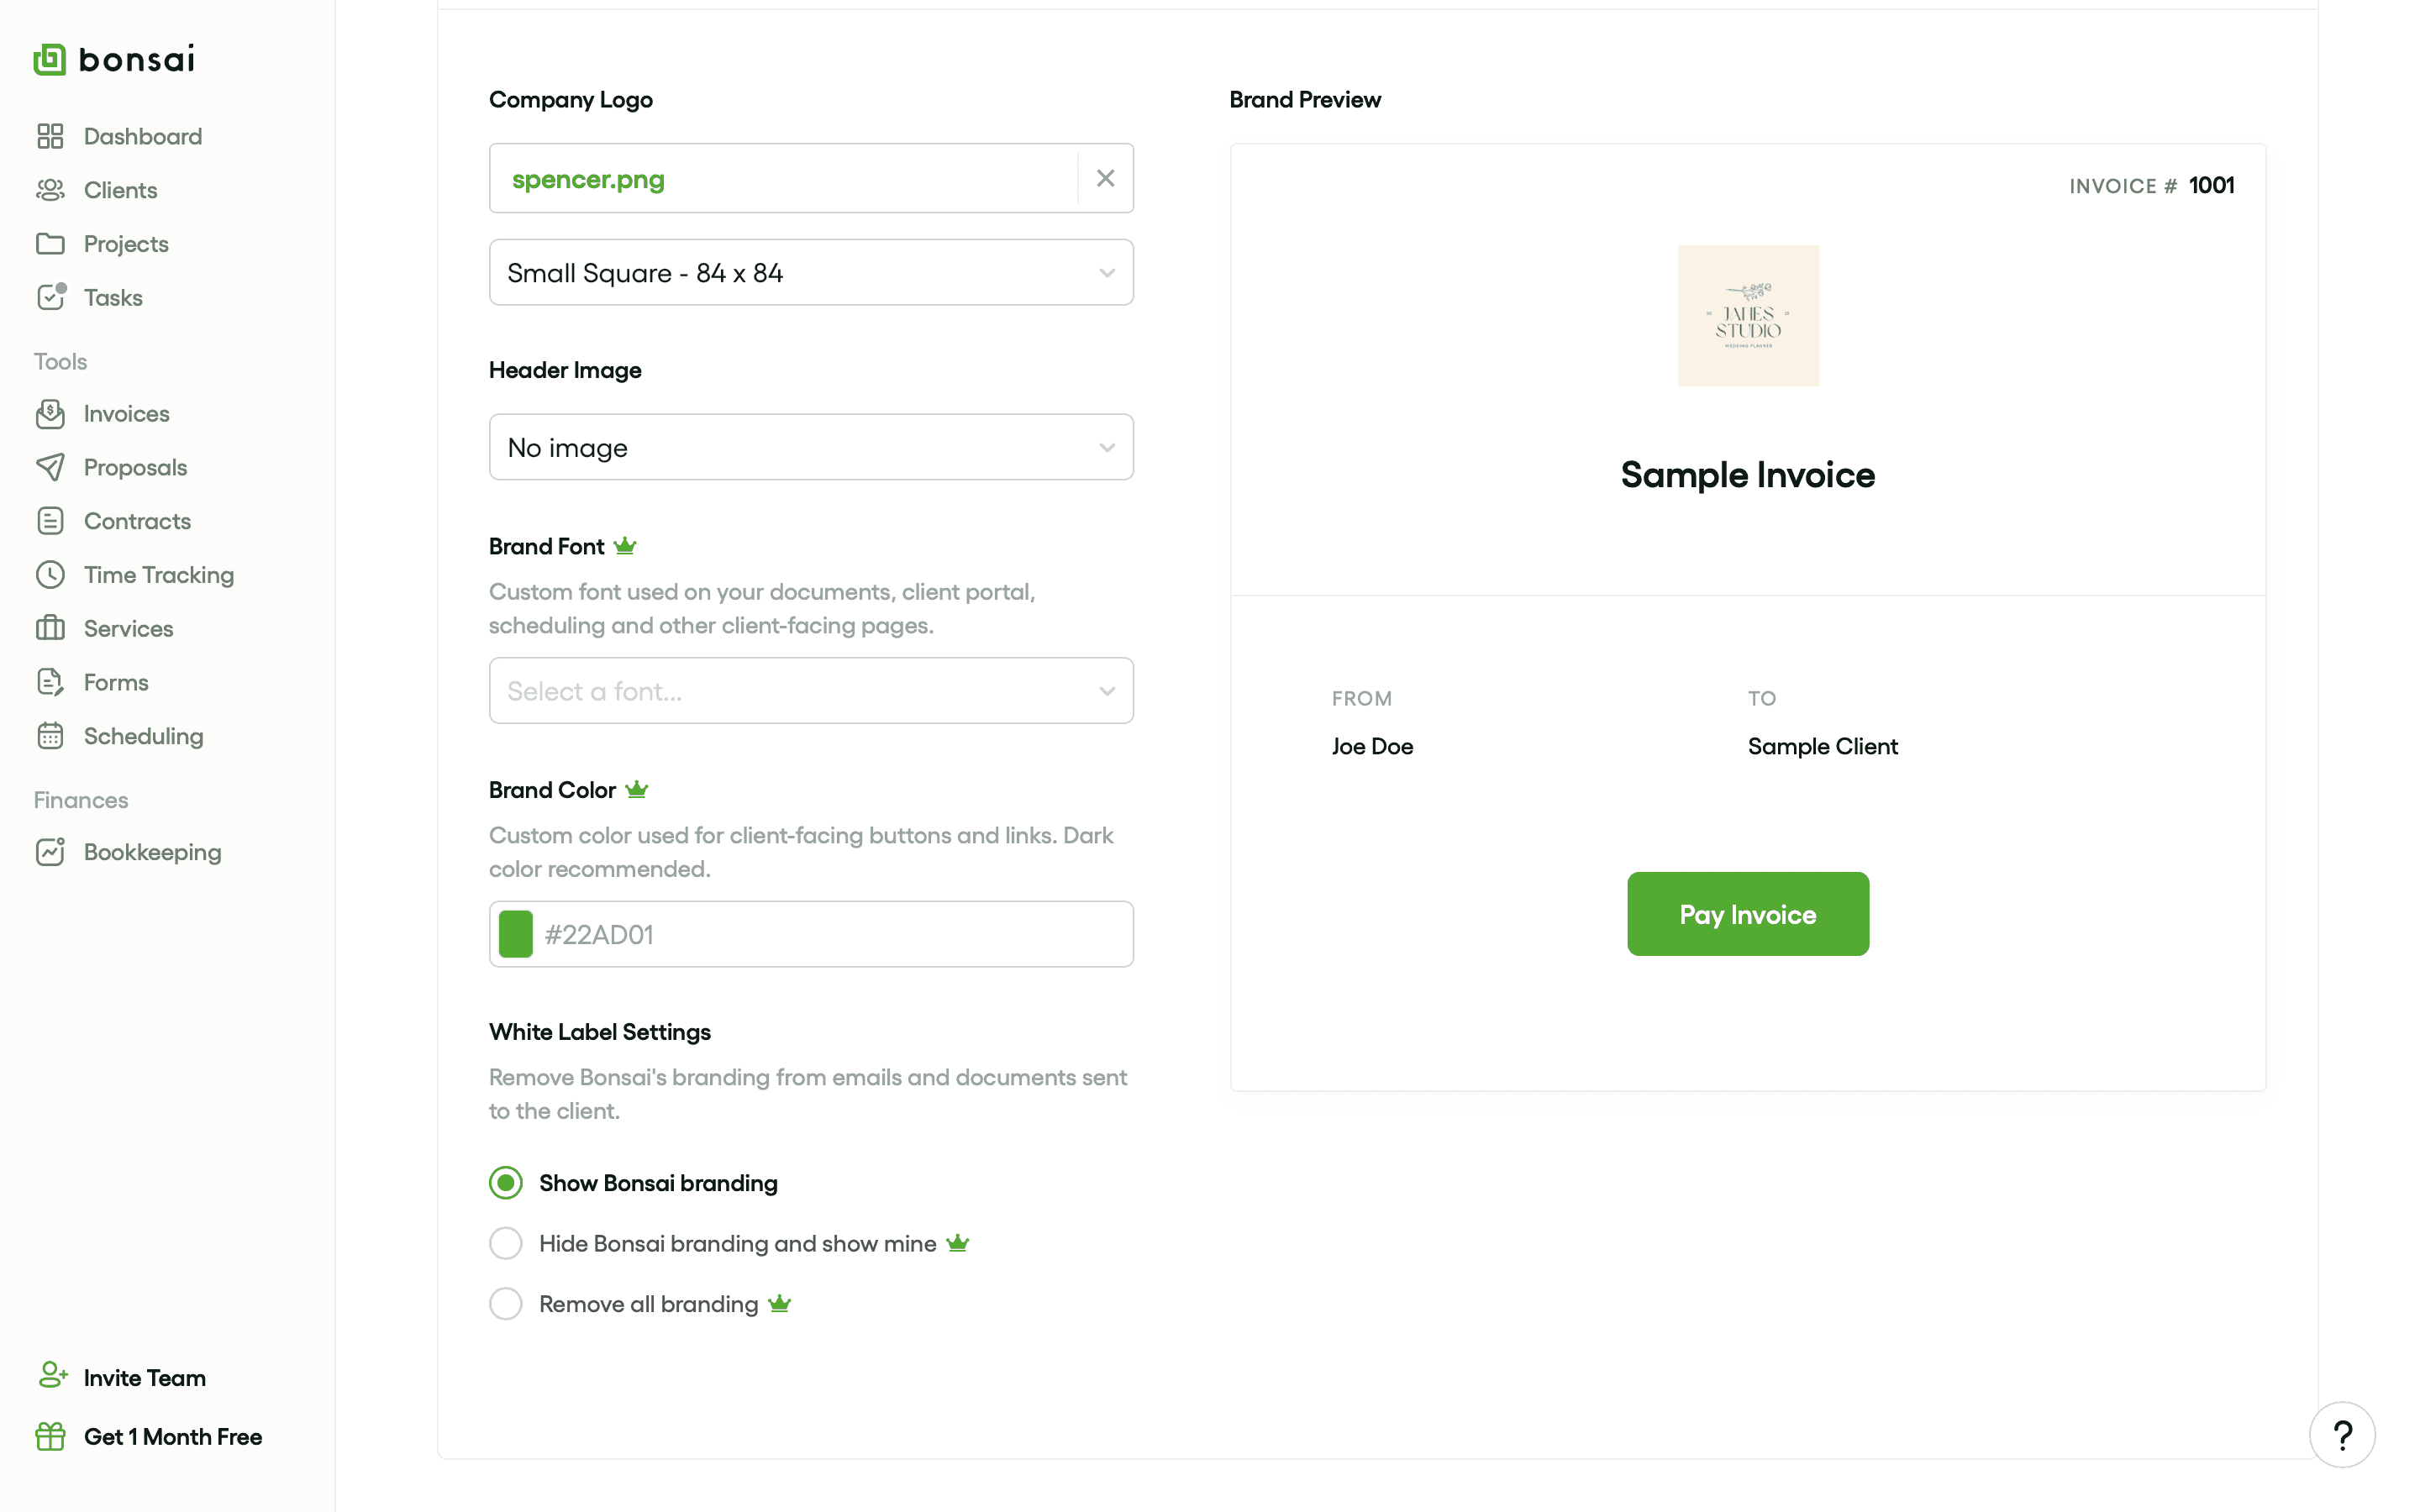 bonsai
Dashboard
Clients
Projects
Tasks
Tools
Invoices
Proposals
Contracts
Time Tracking
Services
Forms
Scheduling
Finances
Bookkeeping
Invite Team
Get 1 Month Free
Company Logo
spencer.png
Small Square - 84 x 84
Header Image
No image
Brand Font
Custom font used on your documents, client portal,
scheduling and other client-facing pages.
Select a font...
Brand Color
Custom color used for client-facing buttons and links. Dark
color recommended.
#22AD01
White Label Settings
Remove Bonsai's branding from emails and documents sent
to the client.
Show Bonsai branding
Hide Bonsai branding and show mine
Remove all branding
Brand Preview
INVOICE # 1001
JAMES
STUDIO
WEDDING PLANNER
Sample Invoice
FROM
TO
Joe Doe
Sample Client
Pay Invoice
?